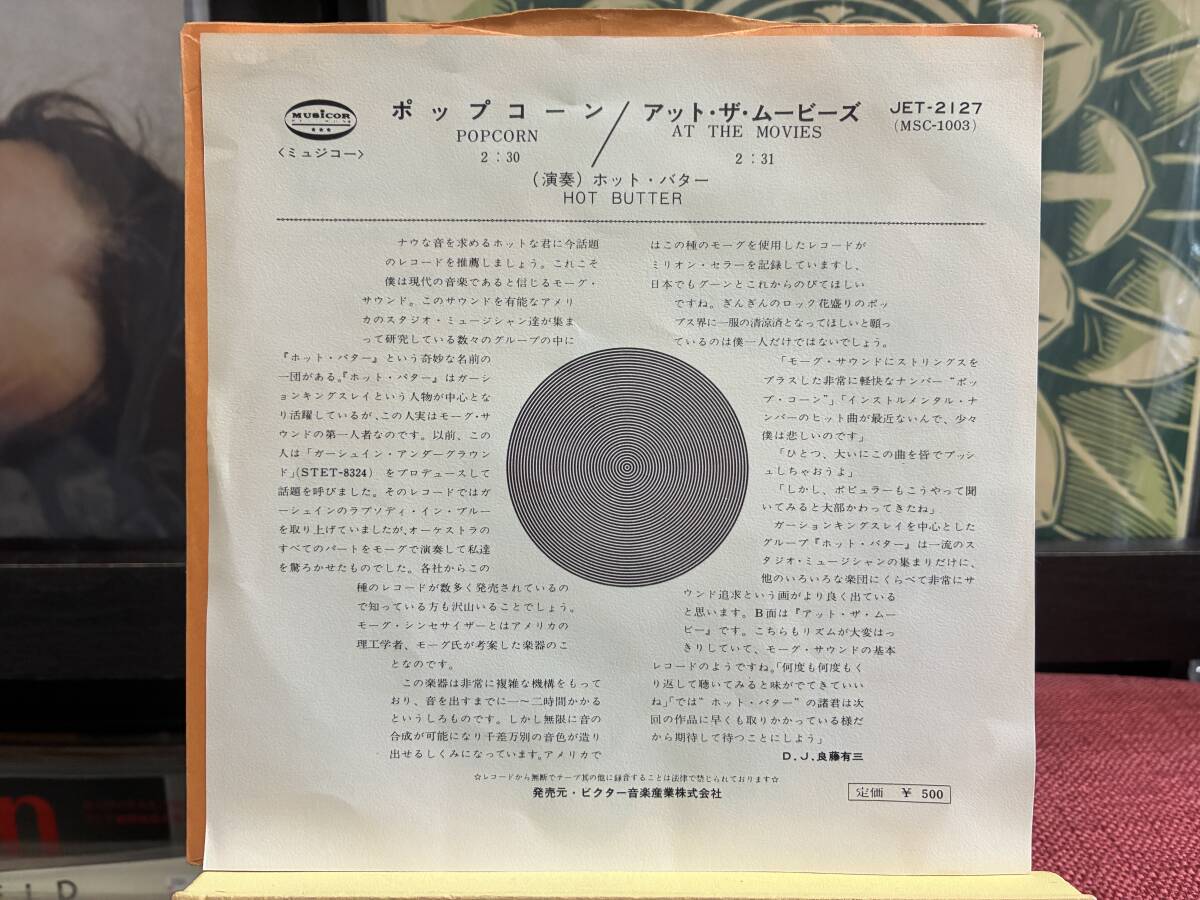 MUSICOR
〈ミュジコー〉
ポップコーン／アット・ザ・ムービーズ
POPCORN
AT THE MOVIES
2：30
2：31
JET-2127
(MSC-1003)
(演奏) ホット・バター
HOT BUTTER
ナウな音を求めるホットな君に今話題
のレコードを推薦しましょう。これこそ
僕は現代の音楽であると信じるモーグ・
サウンド。このサウンドを有能なアメリ
カのスタジオ・ミュージシャン達が集ま
って研究している数々のグループの中に
『ホット・バター』という奇妙な名前の
一団がある。『ホット・バター』はガーシ
ョンキングスレイという人物が中心とな
り活躍しているが、この人実はモーグ・サ
ウンドの第一人者なのです。以前、この
人は「ガーシュイン・アンダーグラウン
ド」(STET-8324) をプロデュースして
話題を呼びました。そのレコードではガ
ーシュインのラプソディ・イン・ブルー
を取り上げていましたが、オーケストラの
すべてのパートをモーグで演奏して私達
を驚ろかせたものでした。各社からこの
種のレコードが数多く発売されているの
で知っている方も沢山いることでしょう。
モーグ・シンセサイザーとはアメリカの
理工学者、モーグ氏が考案した楽器のこ
となのです。
この楽器は非常に複雑な機構をもって
おり、音を出すまでに一〜二時間かかる
というしろものです。しかし無限に音の
合成が可能になり千差万別の音色が造り
出せるしくみになっています。アメリカで
はこの種のモーグを使用したレコードが
ミリオン・セラーを記録していますし、
日本でもグーンとこれからのびてほしい
ですね。ぎんぎんのロック花盛りのポッ
プス界に一服の清涼済となってほしいと願っ
ているのは僕一人だけではないでしょう。
「モーグ・サウンドにストリングスを
プラスした非常に軽快なナンバー“ポッ
プ・コーン”」「インストルメンタル・ナ
ンバーのヒット曲が最近ないんで、少々
僕は悲しいのです」
「ひとつ、大いにこの曲を皆でプッシ
ュしちゃおうよ」
「しかし、ポピュラーもこうやって聞
いてみると大部かわってきたね」
ガーションキングスレイを中心とした
グループ『ホット・バター』は一流のス
タジオ・ミュージシャンの集まりだけに、
他のいろいろな楽団にくらべて非常にサ
ウンド追求という画がより良く出ている
と思います。B面は『アット・ザ・ムー
ビー』です。こちらもリズムが大変はっ
きりしていて、モーグ・サウンドの基本
レコードのようですね。「何度も何度もく
り返して聴いてみると味がでてきていい
ね」「では“ホット・バター”の諸君は次
回の作品に早くも取りかかっている様だ
から期待して待つことにしよう」
D.J.良藤有三
☆レコードから無断でテープ其の他に録音することは法律で禁じられております☆
発売元・ビクター音楽産業株式会社
定価 ￥ 500